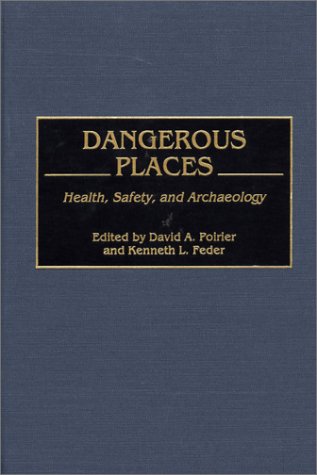 DANGEROUS
PLACES
Health, Safety, and Archaeology
Edited by David A. Poirier
and Kenneth L. Feder